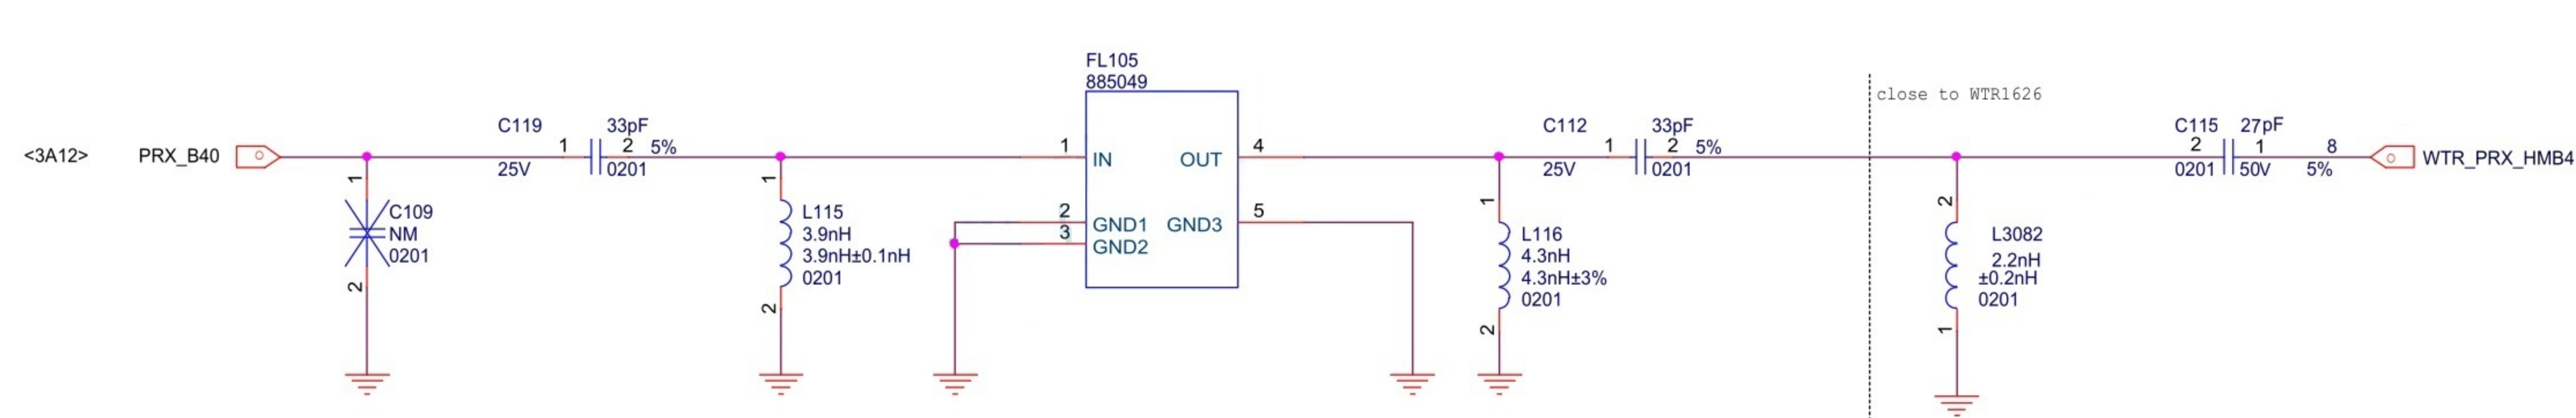 <3A12>
PRX_B40
1
C109
NM
0201
2
C119
25V
1
33pF
2
5%
0201
1
L115
3.9nH
3.9nH±0.1nH
0201
2
FL105
885049
1
IN
2
GND1
3
GND2
OUT
4
GND3
5
1
L116
4.3nH
4.3nH±3%
0201
2
C112
25V
1
33pF
2
5%
0201
close to WTR1626
2
L3082
2.2nH
±0.2nH
0201
1
C115
2
0201
27pF
1
50V
8
5%
WTR_PRX_HMB4